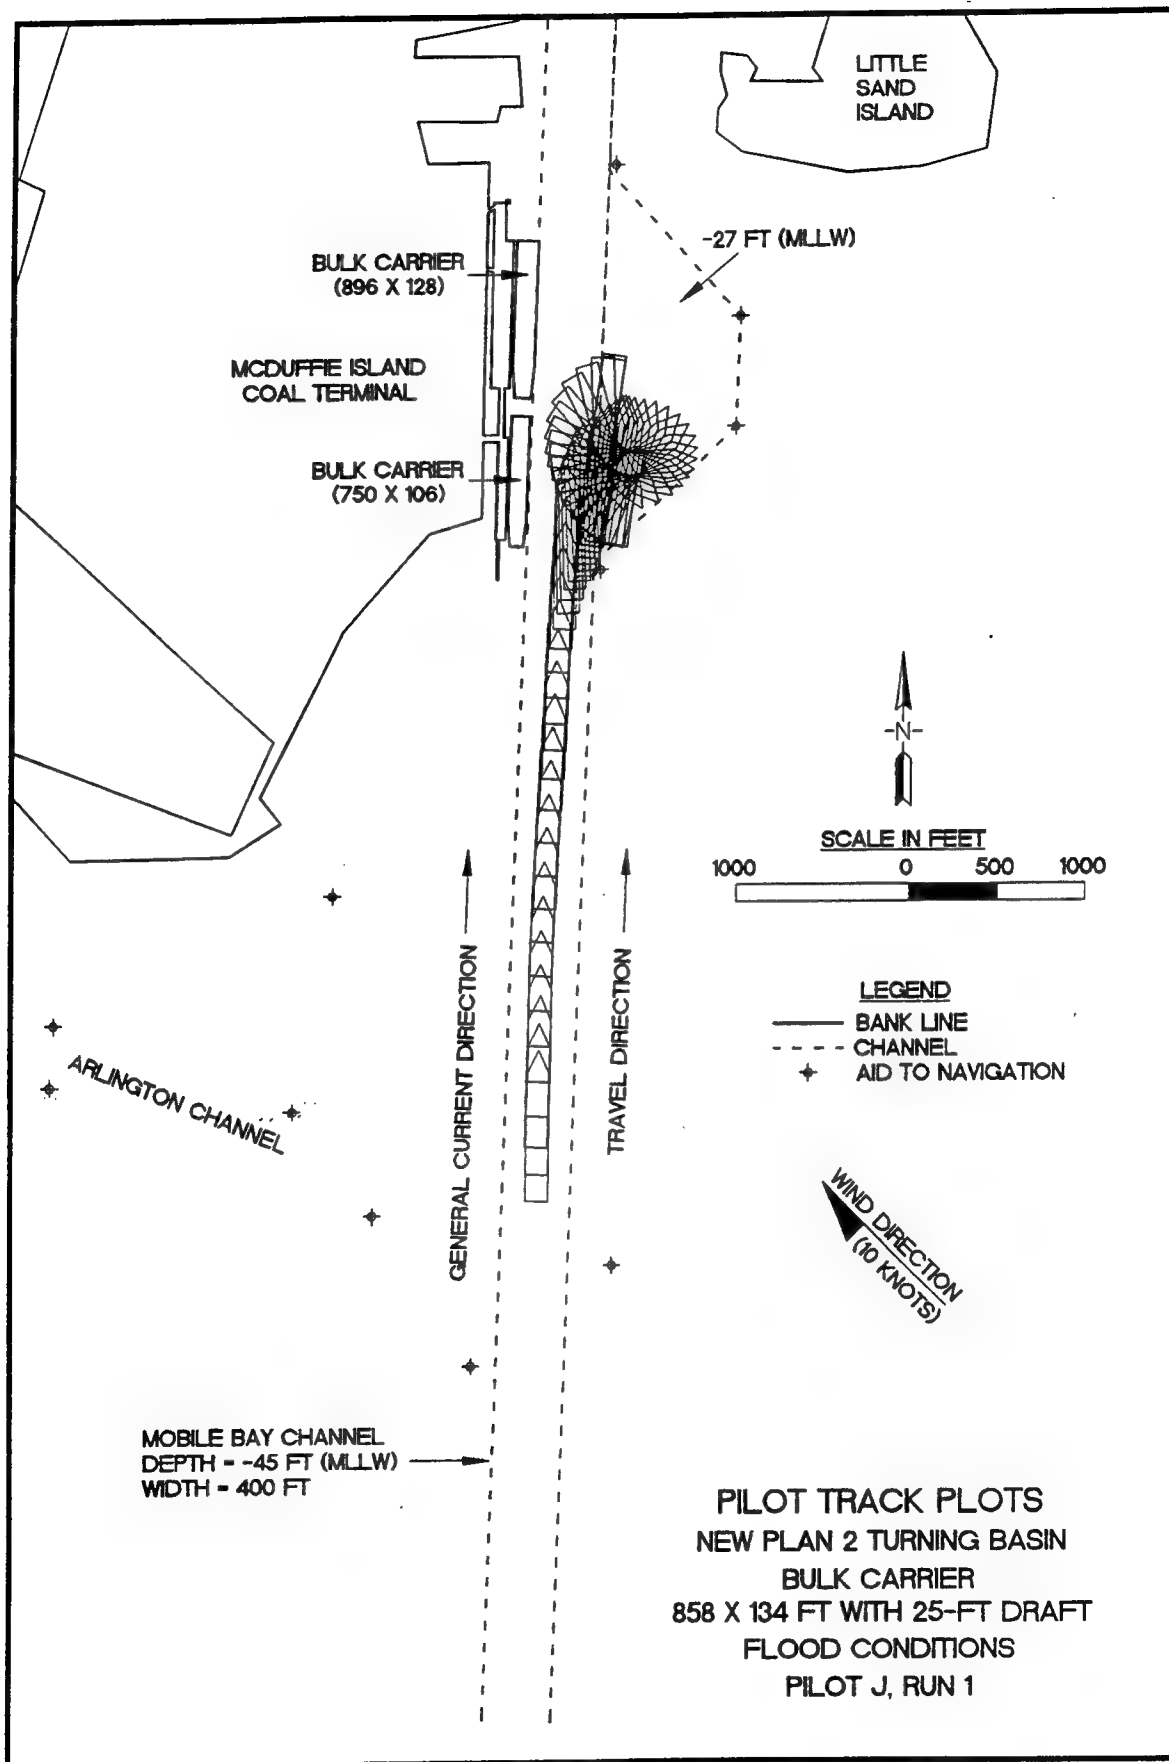 LITTLE
SAND
ISLAND
-27 FT (MLLW)
BULK CARRIER
(896 X 128)
MCDUFFIE ISLAND
COAL TERMINAL
BULK CARRIER
(750 X 106)
-N-
SCALE IN FEET
1000 0 500 1000
GENERAL CURRENT DIRECTION
TRAVEL DIRECTION
LEGEND
BANK LINE
CHANNEL
AID TO NAVIGATION
ARLINGTON CHANNEL
WIND DIRECTION
(10 KNOTS)
MOBILE BAY CHANNEL
DEPTH = -45 FT (MLLW)
WIDTH = 400 FT
PILOT TRACK PLOTS
NEW PLAN 2 TURNING BASIN
BULK CARRIER
858 X 134 FT WITH 25-FT DRAFT
FLOOD CONDITIONS
PILOT J, RUN 1